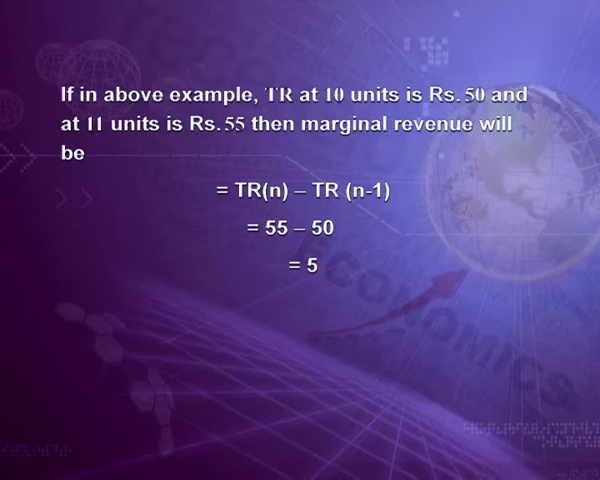 If in above example, TR at 10 units is Rs. 50 and
at 11 units is Rs. 55 then marginal revenue will
be
= TR(n) – TR (n-1)
= 55 – 50
= 5
Economics